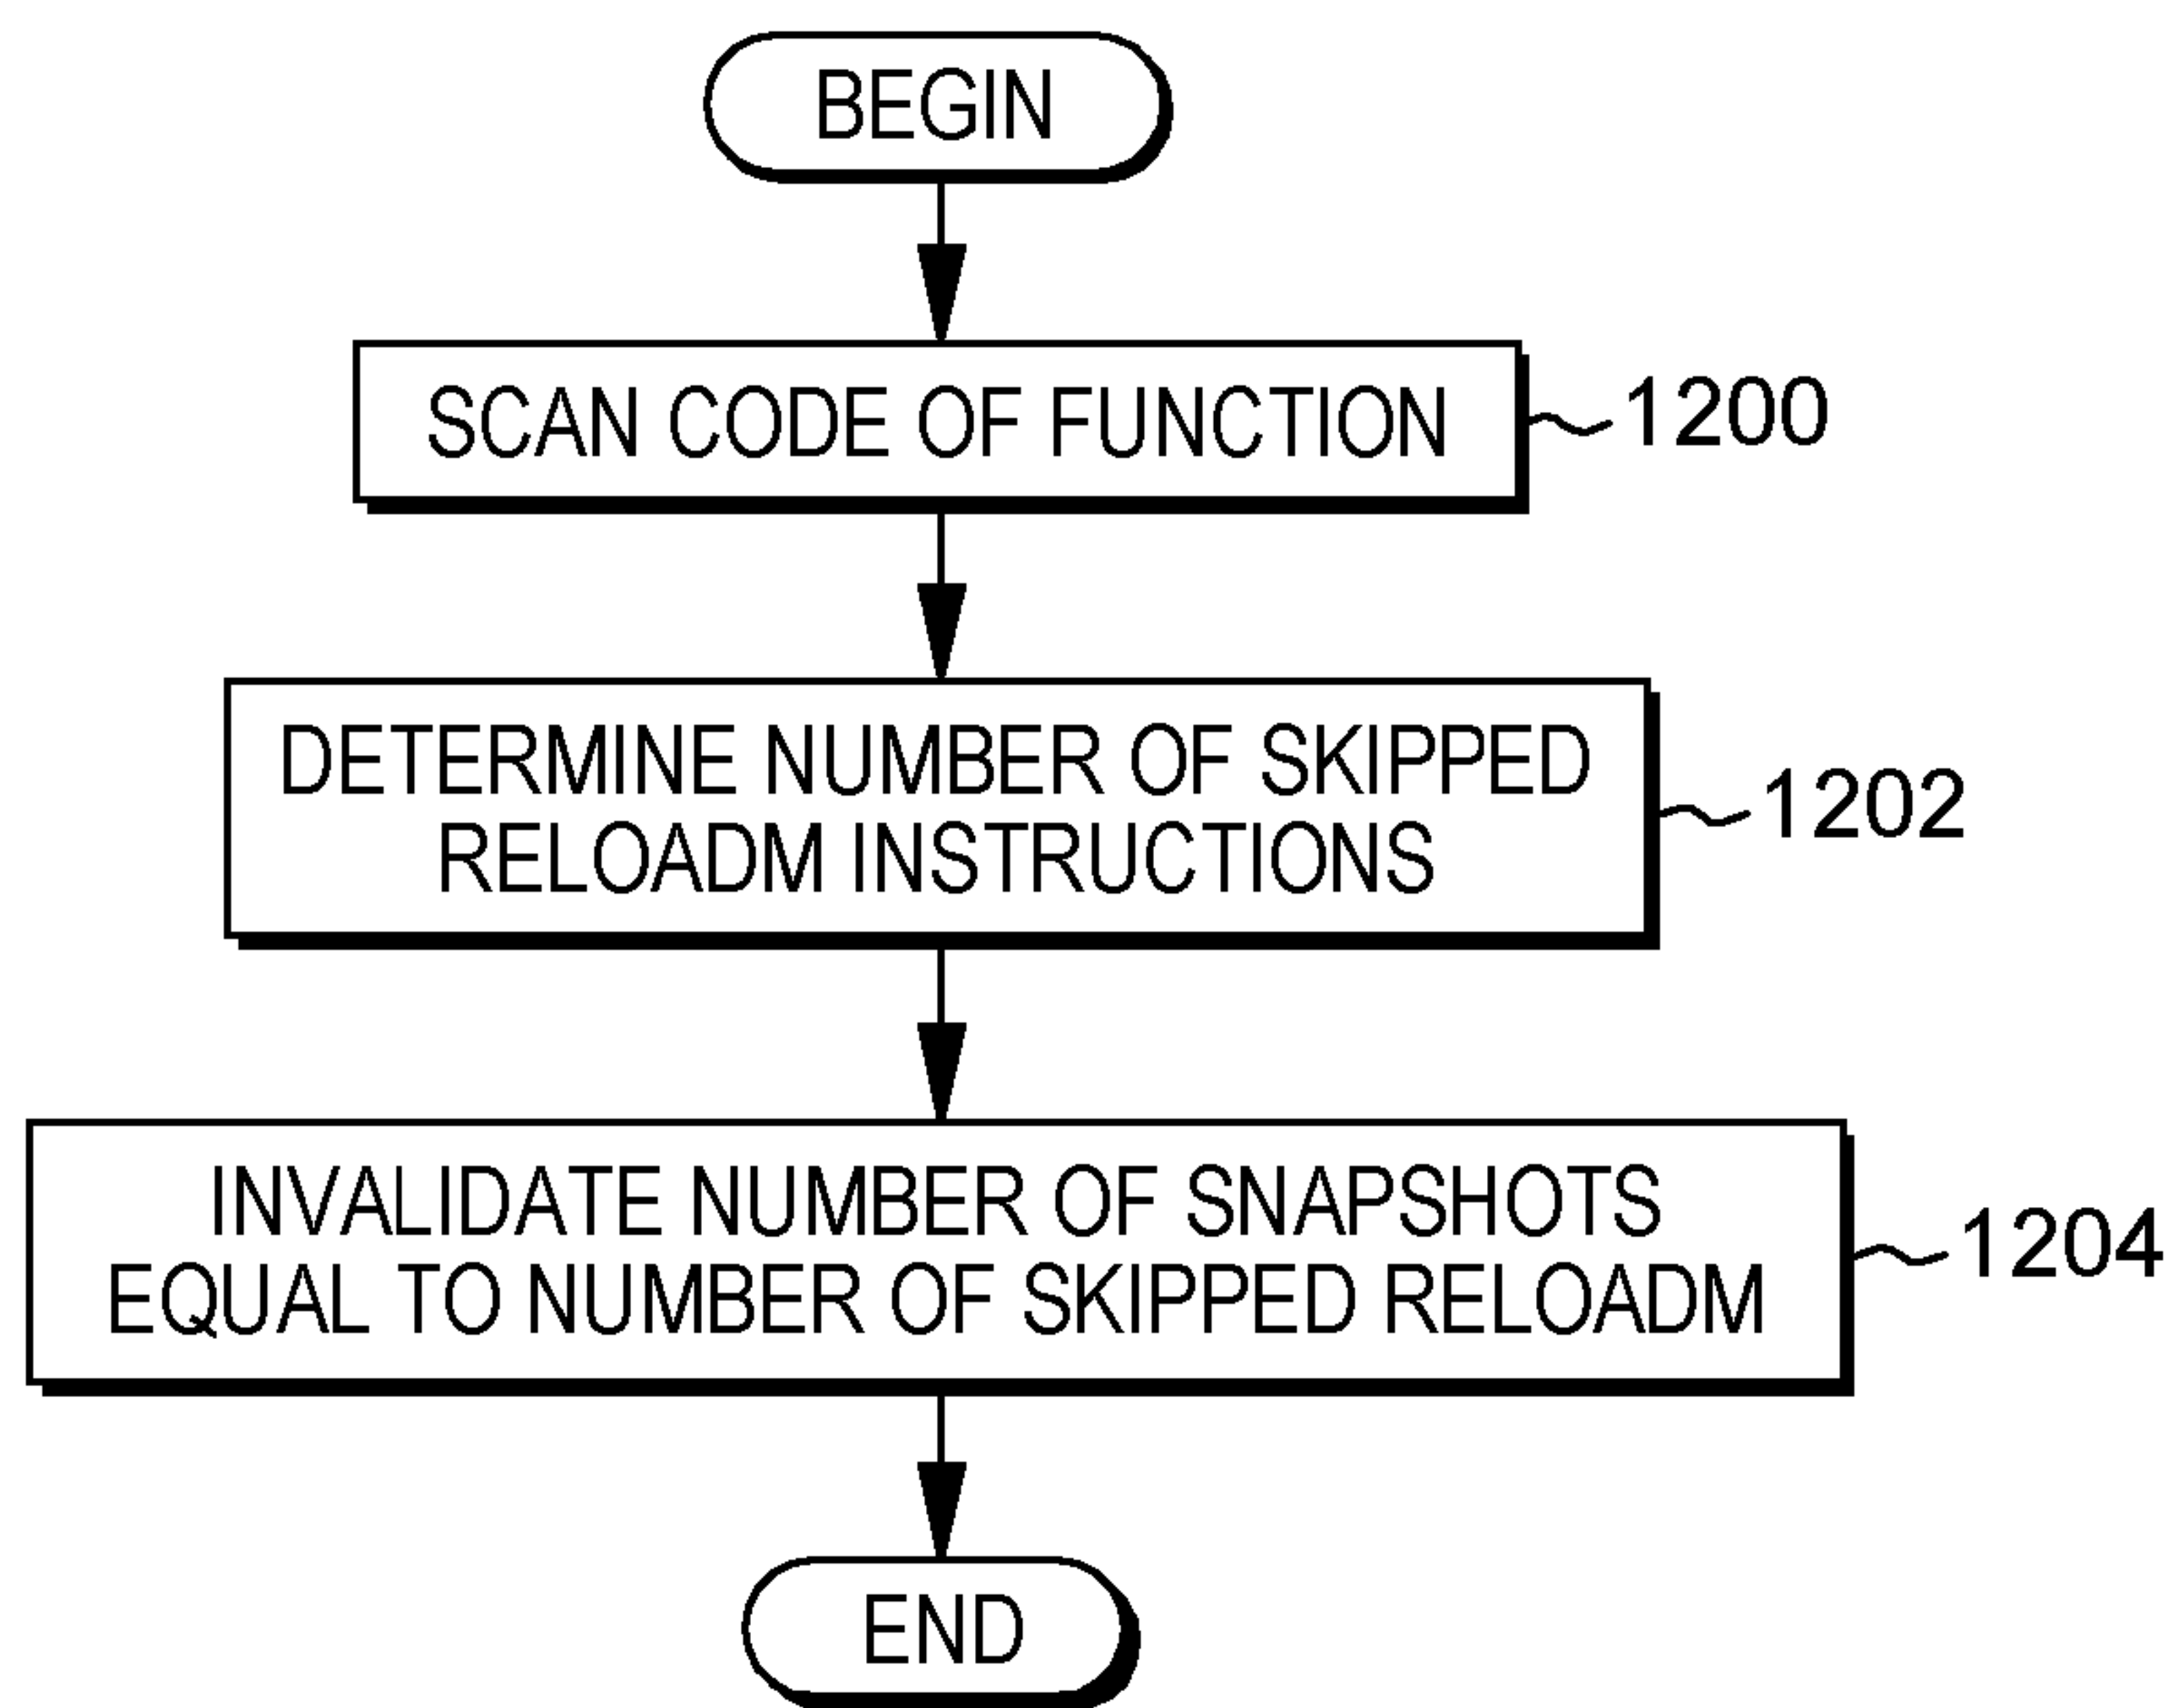 BEGIN
SCAN CODE OF FUNCTION
1200
DETERMINE NUMBER OF SKIPPED
RELOADM INSTRUCTIONS
1202
INVALIDATE NUMBER OF SNAPSHOTS
EQUAL TO NUMBER OF SKIPPED RELOADM
1204
END